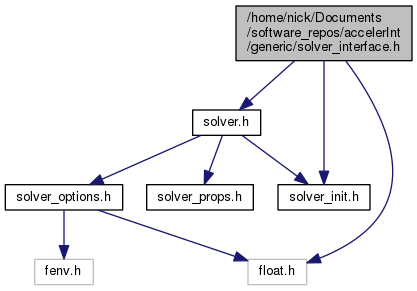 /home/nick/Documents
/software_repos/accelerInt
/generic/solver_interface.h
solver.h
solver_options.h
solver_props.h
solver_init.h
fenv.h
float.h